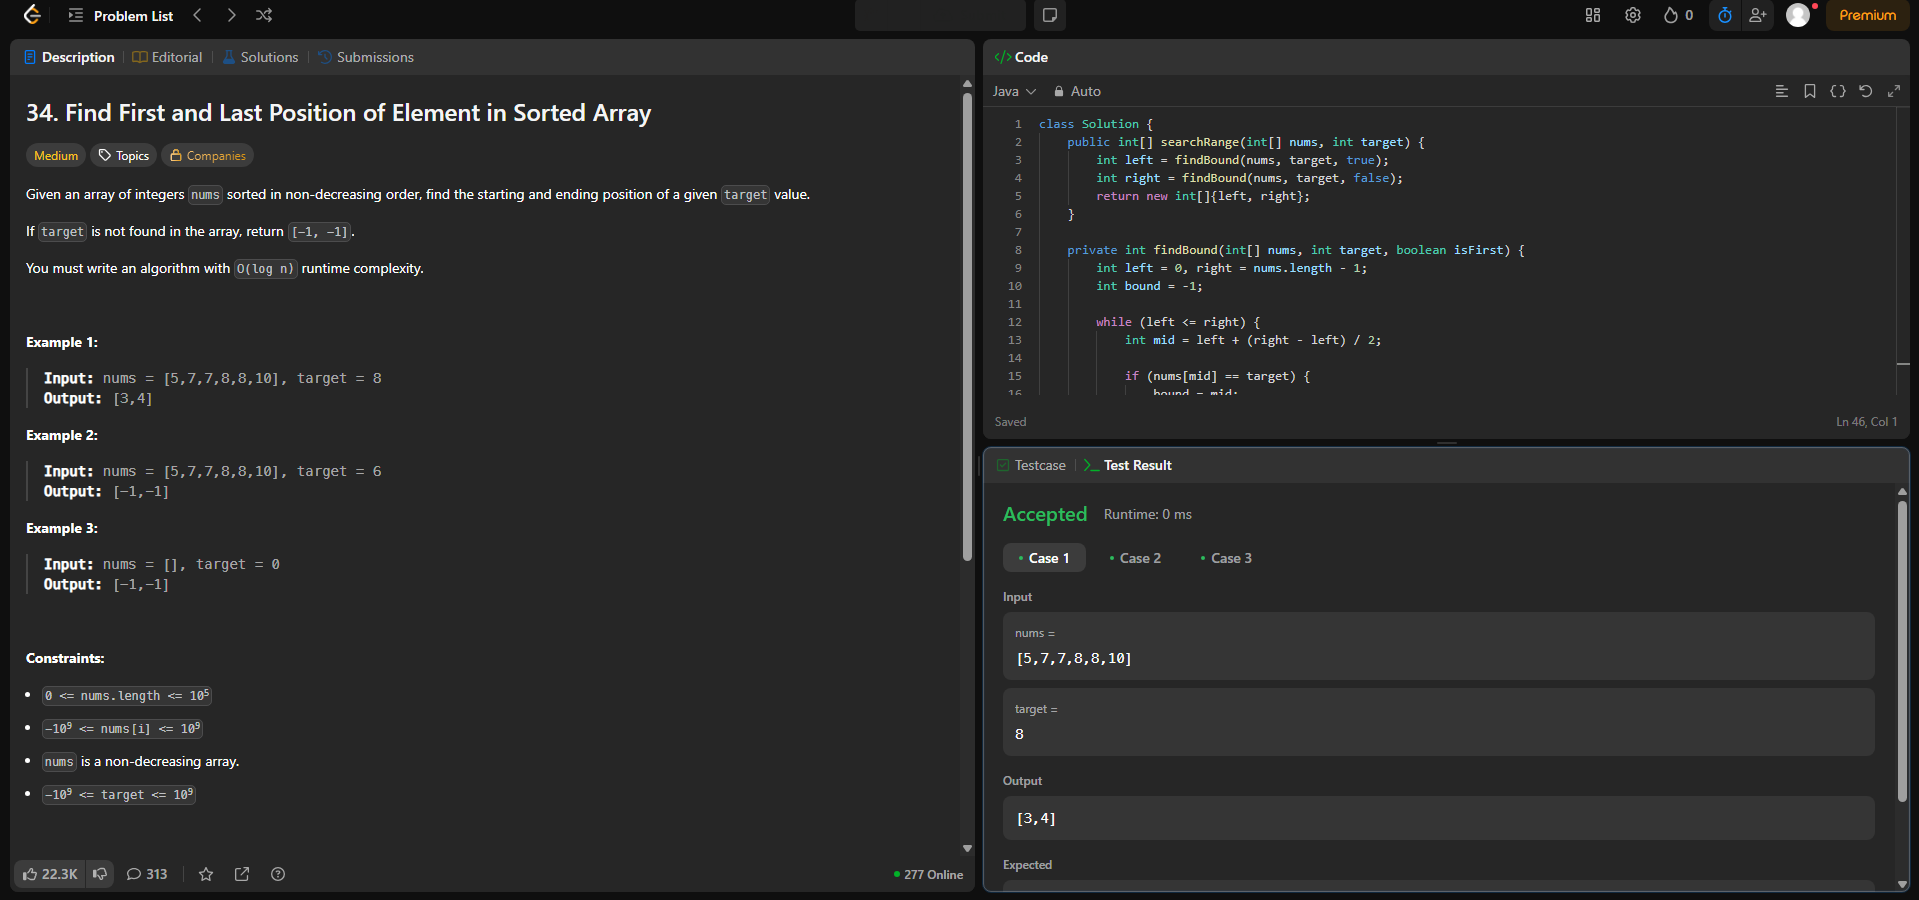 Problem List
0
Premium
Description
Editorial
Solutions
Submissions
34. Find First and Last Position of Element in Sorted Array
Medium
Topics
Companies
Given an array of integers nums sorted in non-decreasing order, find the starting and ending position of a given target value.
If target is not found in the array, return [-1, -1].
You must write an algorithm with O(log n) runtime complexity.
Example 1:
Input: nums = [5,7,7,8,8,10], target = 8
Output: [3,4]
Example 2:
Input: nums = [5,7,7,8,8,10], target = 6
Output: [-1,-1]
Example 3:
Input: nums = [], target = 0
Output: [-1,-1]
Constraints:
• 0 <= nums.length <= 10⁵
• -10⁹ <= nums[i] <= 10⁹
• nums is a non-decreasing array.
• -10⁹ <= target <= 10⁹
22.3K
313
277 Online
</> Code
Java
Auto
1 class Solution {
2     public int[] searchRange(int[] nums, int target) {
3         int left = findBound(nums, target, true);
4         int right = findBound(nums, target, false);
5         return new int[]{left, right};
6     }
7
8     private int findBound(int[] nums, int target, boolean isFirst) {
9         int left = 0, right = nums.length - 1;
10         int bound = -1;
11
12         while (left <= right) {
13             int mid = left + (right - left) / 2;
14
15             if (nums[mid] == target) {
16                 bound = mid;
Saved
Ln 46, Col 1
Testcase
Test Result
Accepted
Runtime: 0 ms
• Case 1
• Case 2
• Case 3
Input
nums =
[5,7,7,8,8,10]
target =
8
Output
[3,4]
Expected